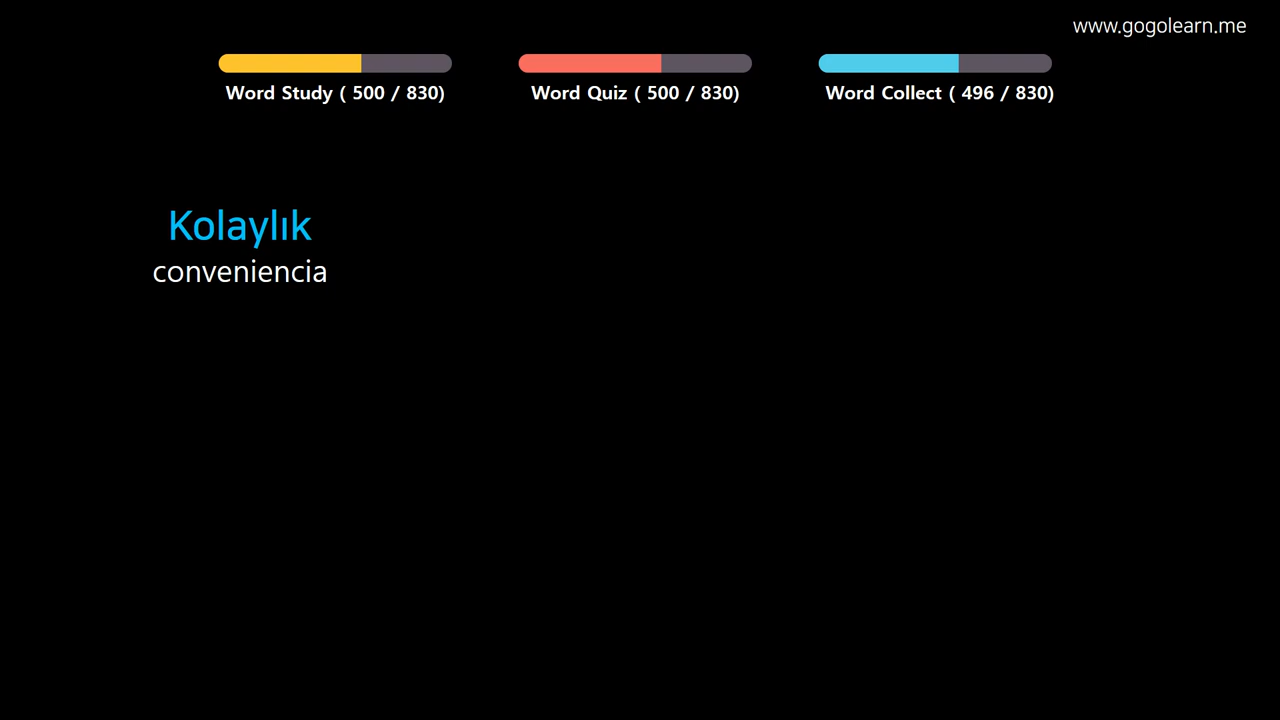 www.gogolearn.me
Word Study ( 500 / 830)
Word Quiz ( 500 / 830)
Word Collect ( 496 / 830)
Kolaylık
conveniencia